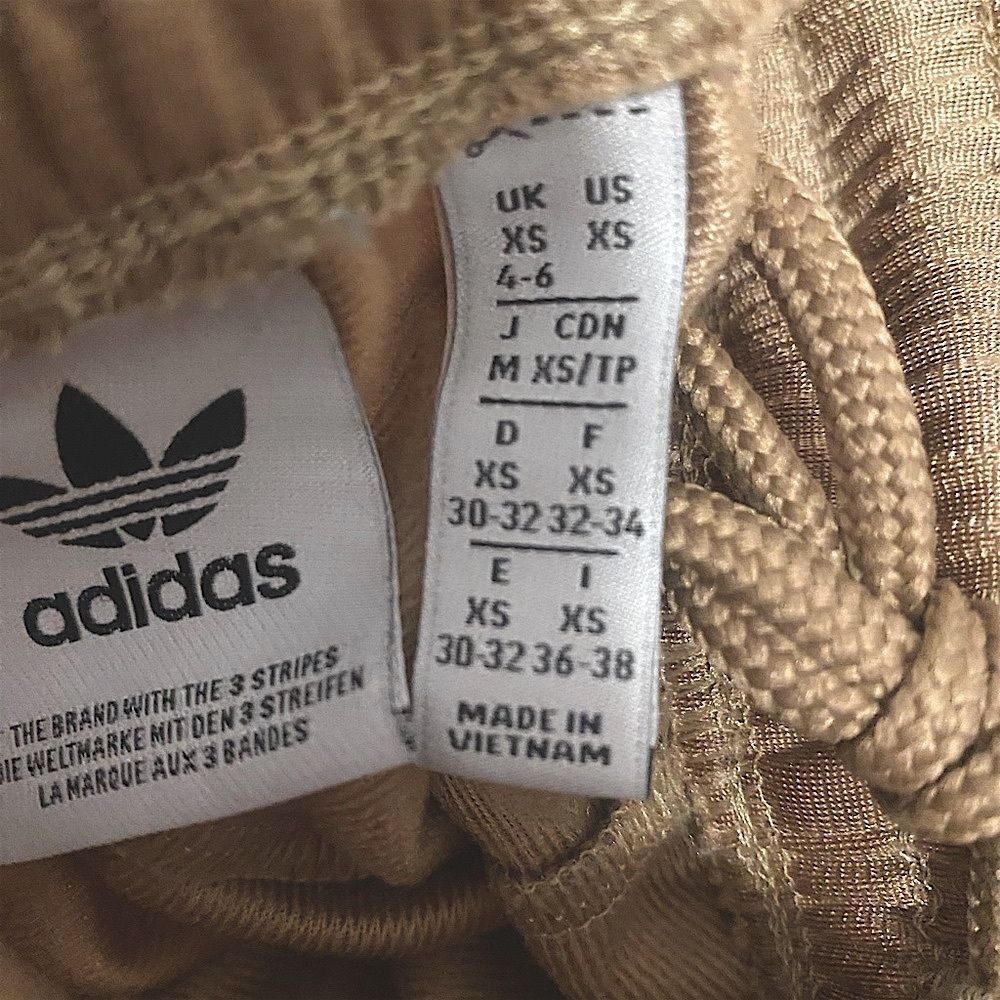 adidas
THE BRAND WITH THE 3 STRIPES
DIE WELTMARKE MIT DEN 3 STREIFEN
LA MARQUE AUX 3 BANDES
UK US
XS XS
4-6
J CDN
M XS/TP
D F
XS XS
30-32 32-34
E I
XS XS
30-32 36-38
MADE IN
VIETNAM